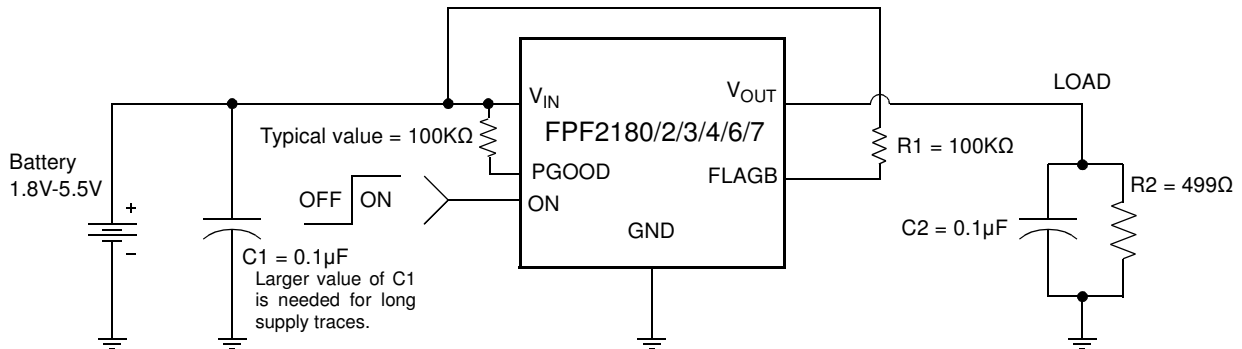 LOAD
V_IN
V_OUT
Typical value = 100KΩ
FPF2180/2/3/4/6/7
R1 = 100KΩ
Battery
1.8V-5.5V
PGOOD
FLAGB
R2 = 499Ω
OFF
ON
ON
+
C2 = 0.1µF
GND
–
C1 = 0.1µF
Larger value of C1
is needed for long
supply traces.